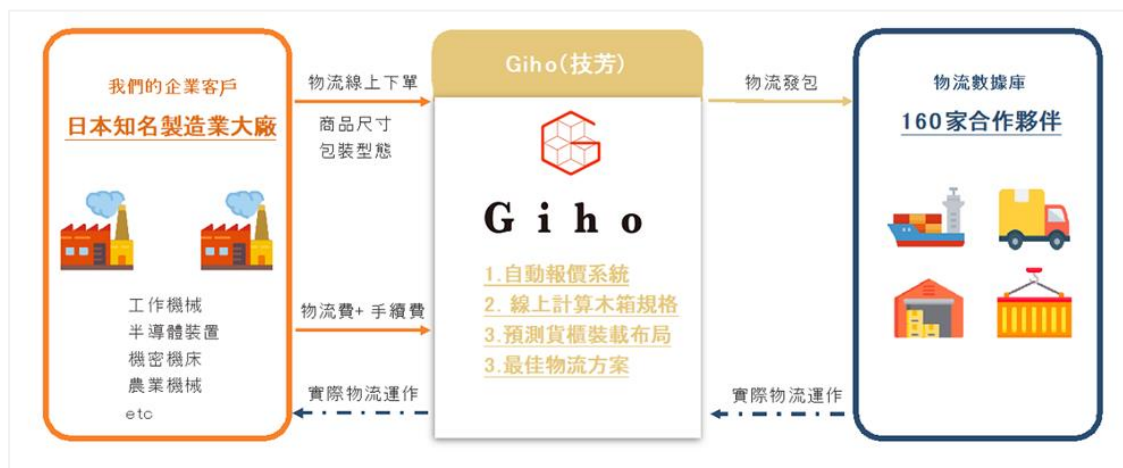 我們的企業客戶
日本知名製造業大廠
工作機械
半導體裝置
機密機床
農業機械
etc
物流線上下單
商品尺寸
包裝型態
物流費+ 手續費
實際物流運作
Giho(技芳)
Giho
1.自動報價系統
2. 線上計算木箱規格
3.預測貨櫃裝載布局
3.最佳物流方案
物流發包
實際物流運作
物流數據庫
160家合作夥伴